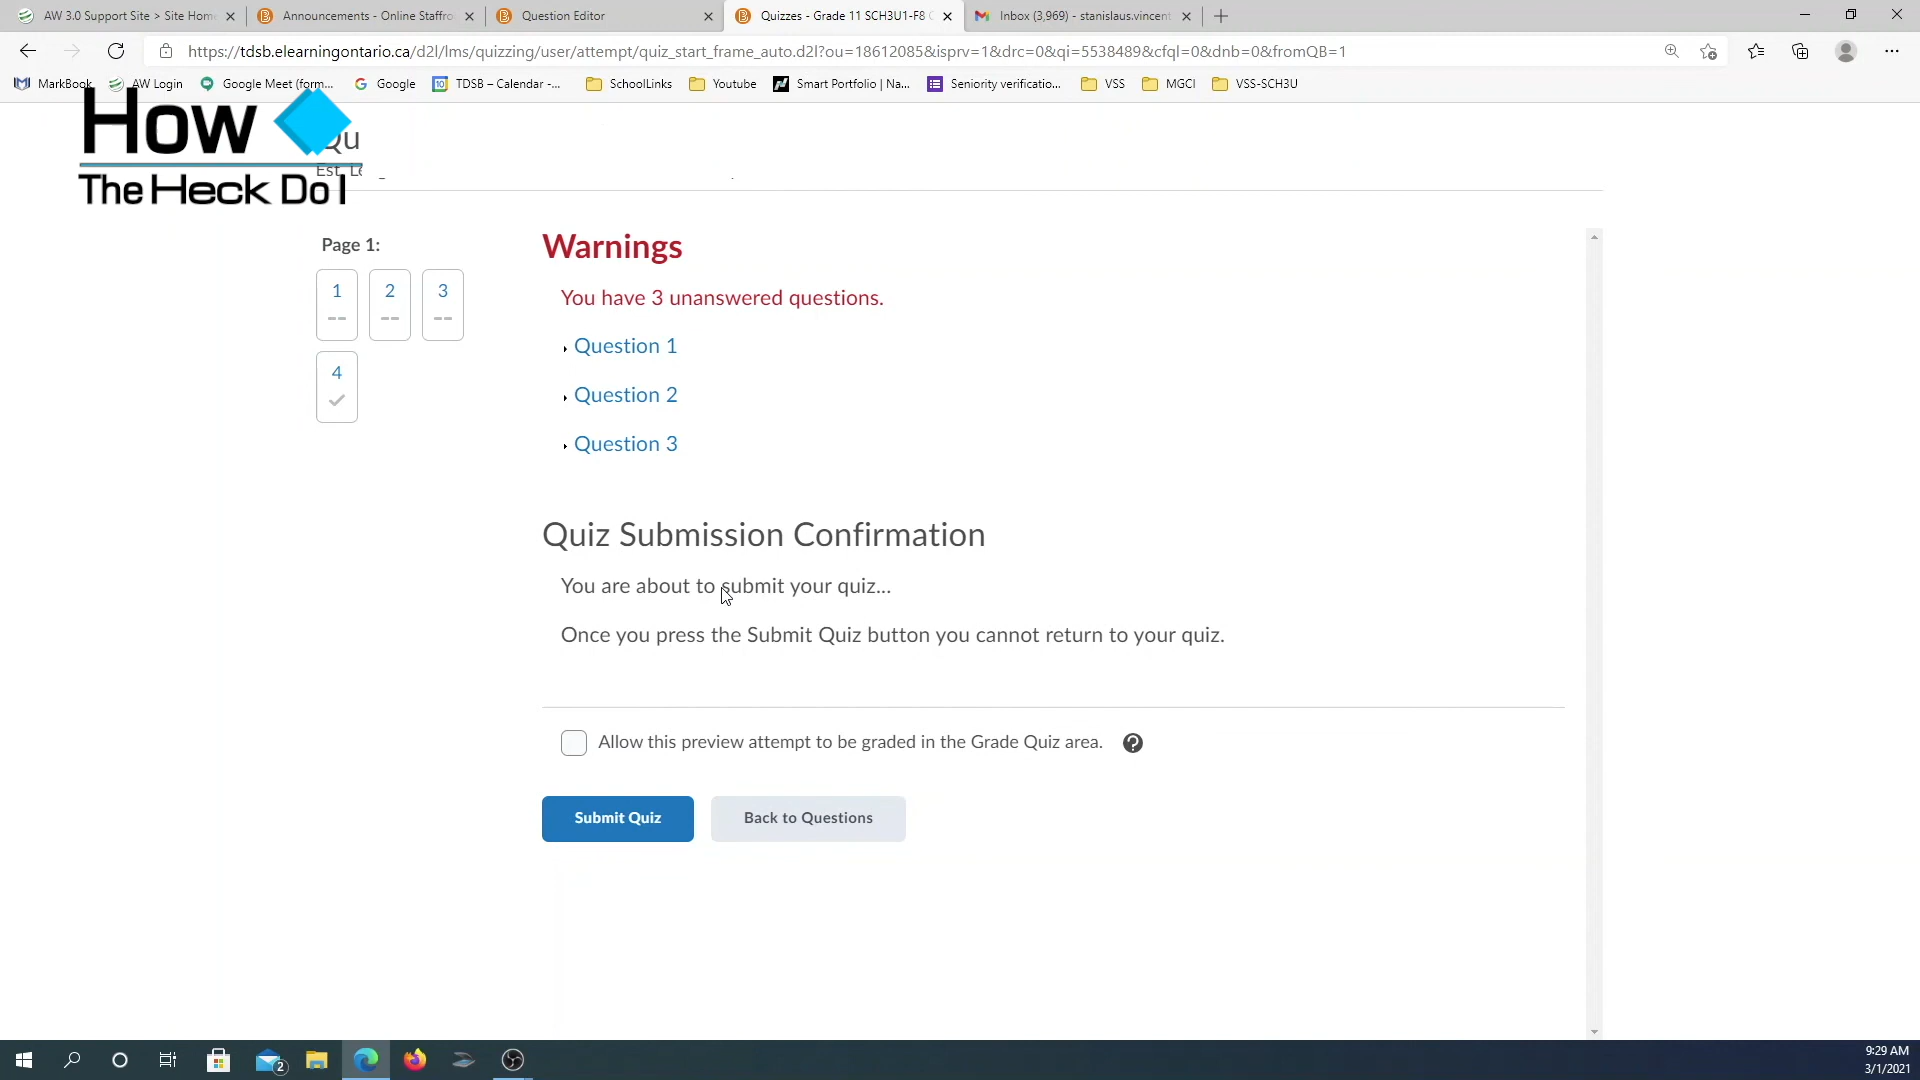 AW 3.0 Support Site > Site Hom
Announcements - Online Staffro
Question Editor
Quizzes - Grade 11 SCH3U1-F8 C
Inbox (3,969) - stanislaus.vincent
https://tdsb.elearningontario.ca/d2l/lms/quizzing/user/attempt/quiz_start_frame_auto.d2l?ou=18612085&isprv=1&drc=0&qi=5538489&cfql=0&dnb=0&fromQB=1
MarkBook
AW Login
Google Meet (form...
Google
TDSB – Calendar -...
SchoolLinks
Youtube
Smart Portfolio | Na...
Seniority verificatio...
VSS
MGCI
VSS-SCH3U
How
The Heck Do I
Qu
Est. Le
Page 1:
1 2 3
-- -- --
4
Warnings
You have 3 unanswered questions.
Question 1
Question 2
Question 3
Quiz Submission Confirmation
You are about to submit your quiz...
Once you press the Submit Quiz button you cannot return to your quiz.
Allow this preview attempt to be graded in the Grade Quiz area. ?
Submit Quiz
Back to Questions
2
9:29 AM
3/1/2021